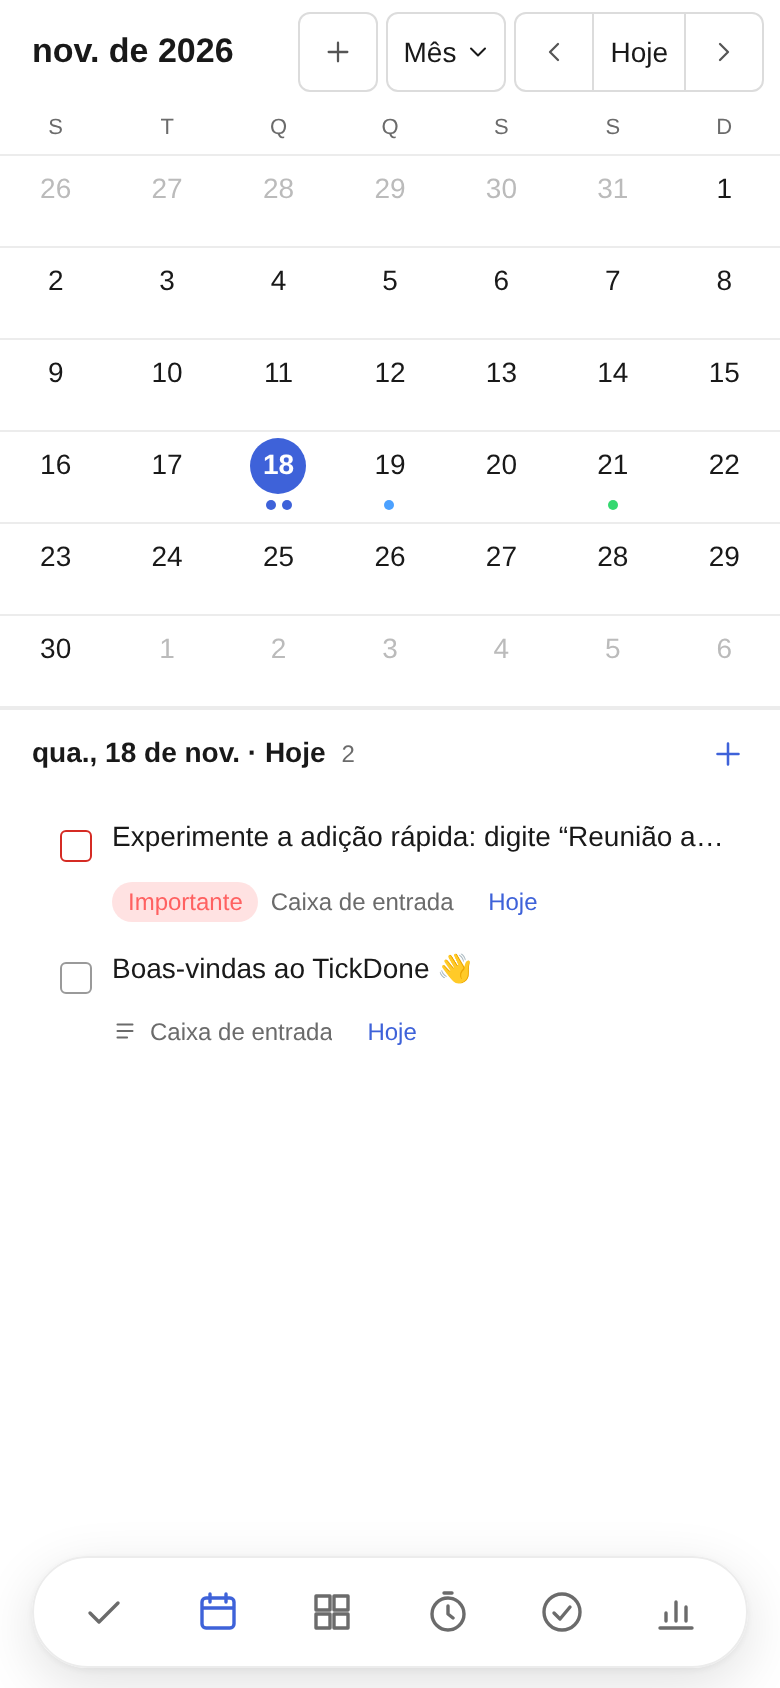 nov. de 2026 Mês Hoje
S T Q Q S S D
26 27 28 29 30 31 1
2 3 4 5 6 7 8
9 10 11 12 13 14 15
16 17 18 19 20 21 22
23 24 25 26 27 28 29
30 1 2 3 4 5 6
qua., 18 de nov. · Hoje 2
Experimente a adição rápida: digite “Reunião a…
Importante Caixa de entrada Hoje
Boas-vindas ao TickDone 👋
Caixa de entrada Hoje